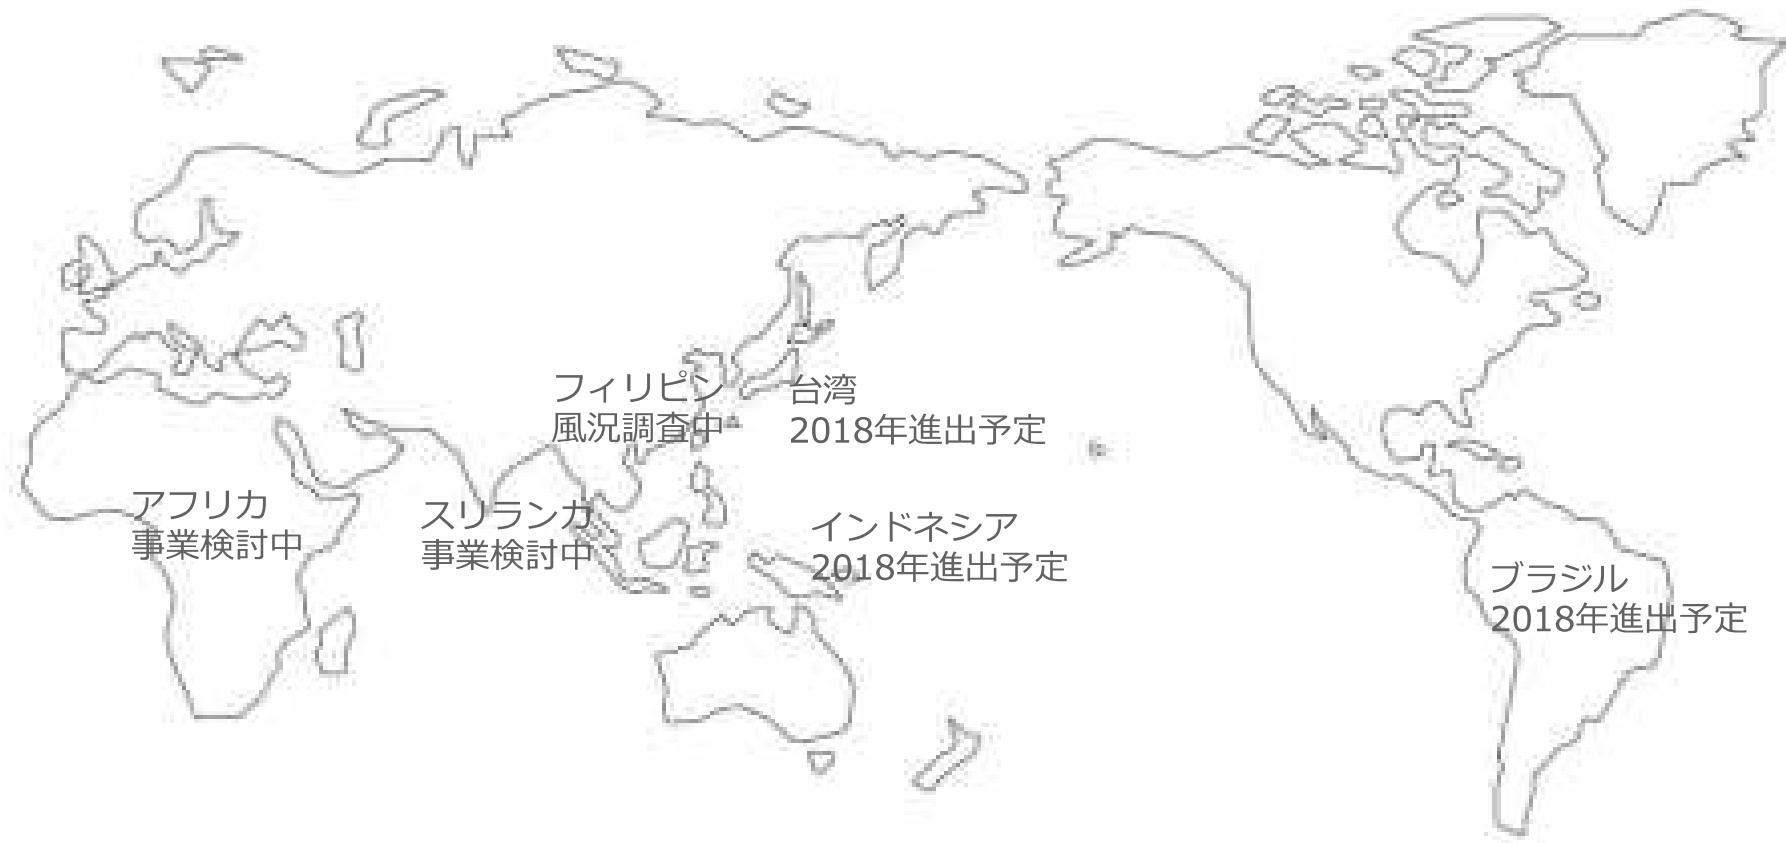 フィリピン
風況調査中
台湾
2018年進出予定
アフリカ
事業検討中
スリランカ
事業検討中
インドネシア
2018年進出予定
ブラジル
2018年進出予定